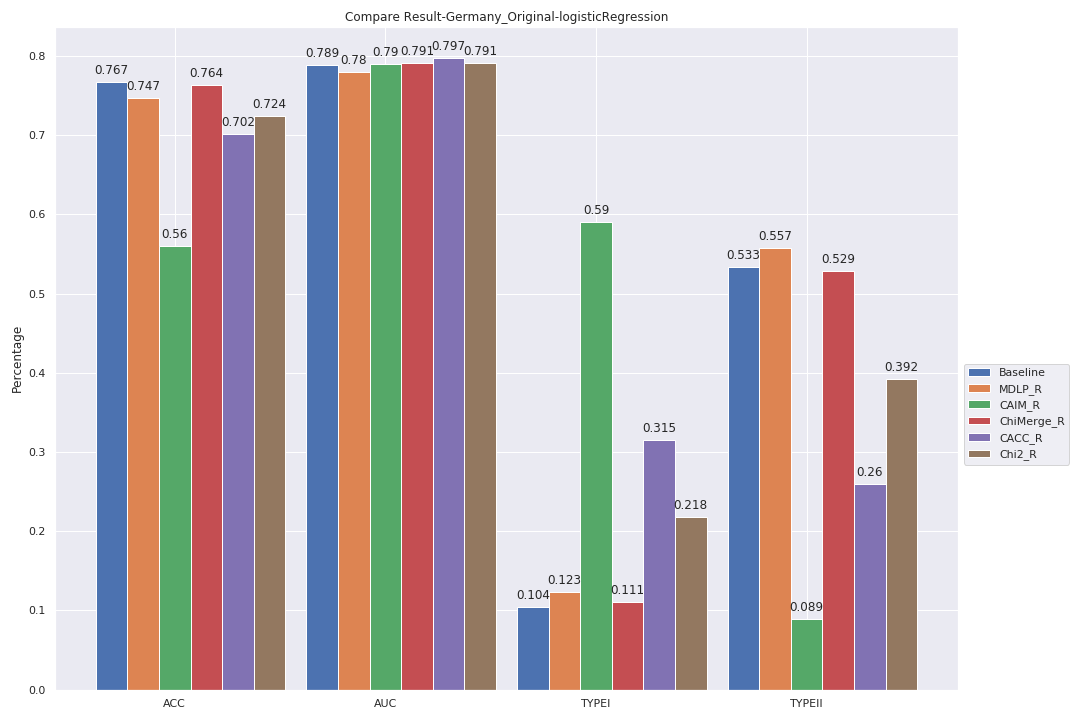 Compare Result-Germany_Original-logisticRegression
Percentage
0.8
0.7
0.6
0.5
0.4
0.3
0.2
0.1
0.0
0.767
0.747
0.56
0.764
0.702
0.724
0.789
0.78
0.79
0.791
0.797
0.791
0.104
0.123
0.59
0.111
0.315
0.218
0.533
0.557
0.089
0.529
0.26
0.392
ACC
AUC
TYPEI
TYPEII
Baseline
MDLP_R
CAIM_R
ChiMerge_R
CACC_R
Chi2_R